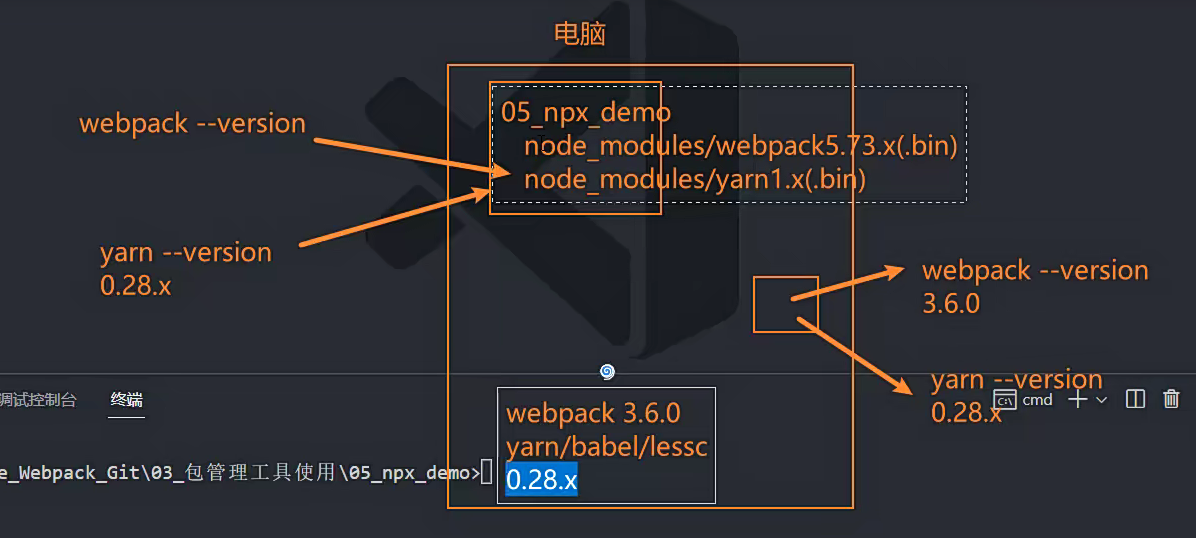 电脑
05_npx_demo
node_modules/webpack5.73.x(.bin)
node_modules/yarn1.x(.bin)
webpack --version
yarn --version
0.28.x
webpack --version
3.6.0
yarn --version
0.28.x
调试控制台
终端
cmd
webpack 3.6.0
yarn/babel/lessc
0.28.x
e_Webpack_Git\03_包管理工具使用\05_npx_demo>